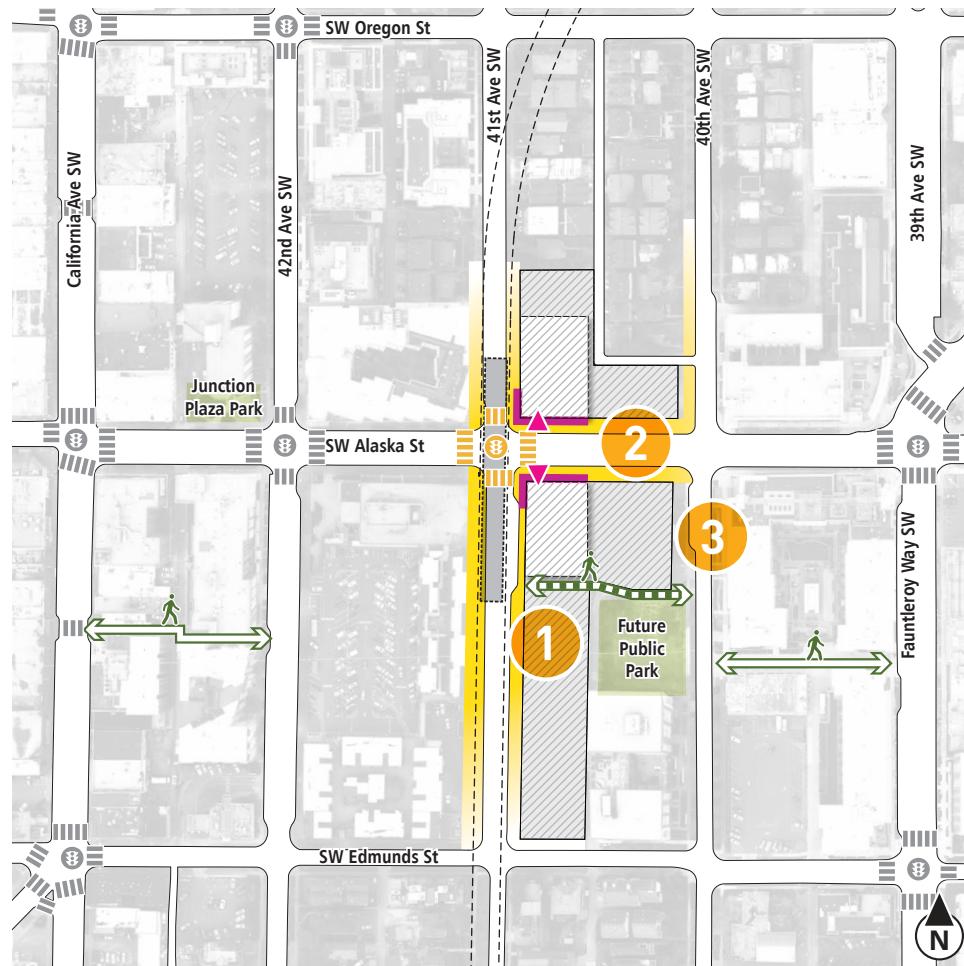 SW Oregon St
41st Ave SW
40th Ave SW
California Ave SW
42nd Ave SW
39th Ave SW
Junction
Plaza Park
SW Alaska St
2
3
Fauntleroy Way SW
1
Future
Public
Park
SW Edmunds St
N